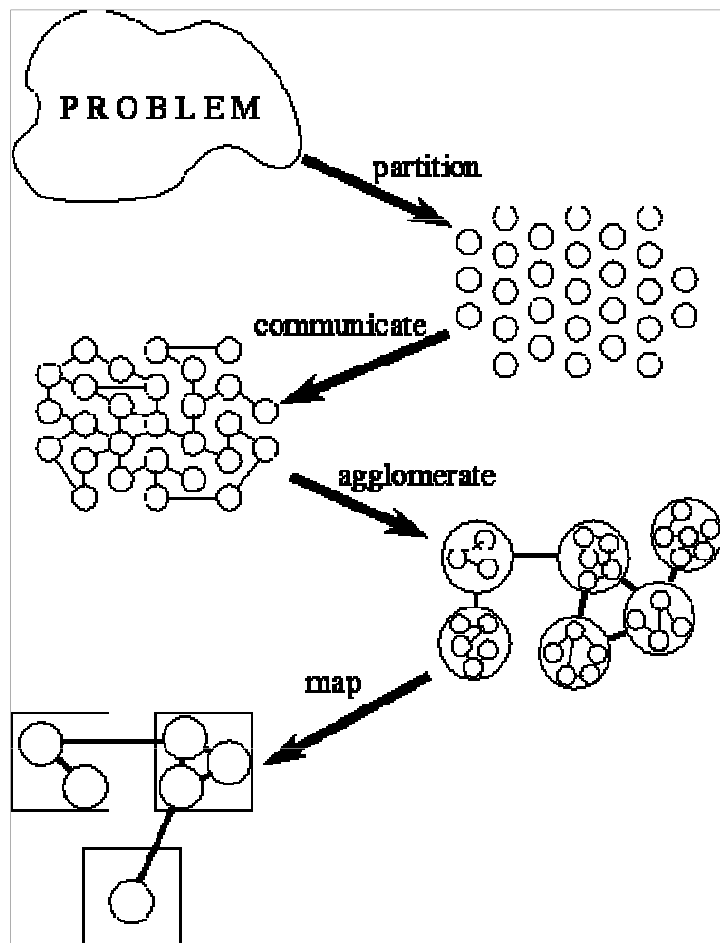 PROBLEM
partition
communicate
agglomerate
map